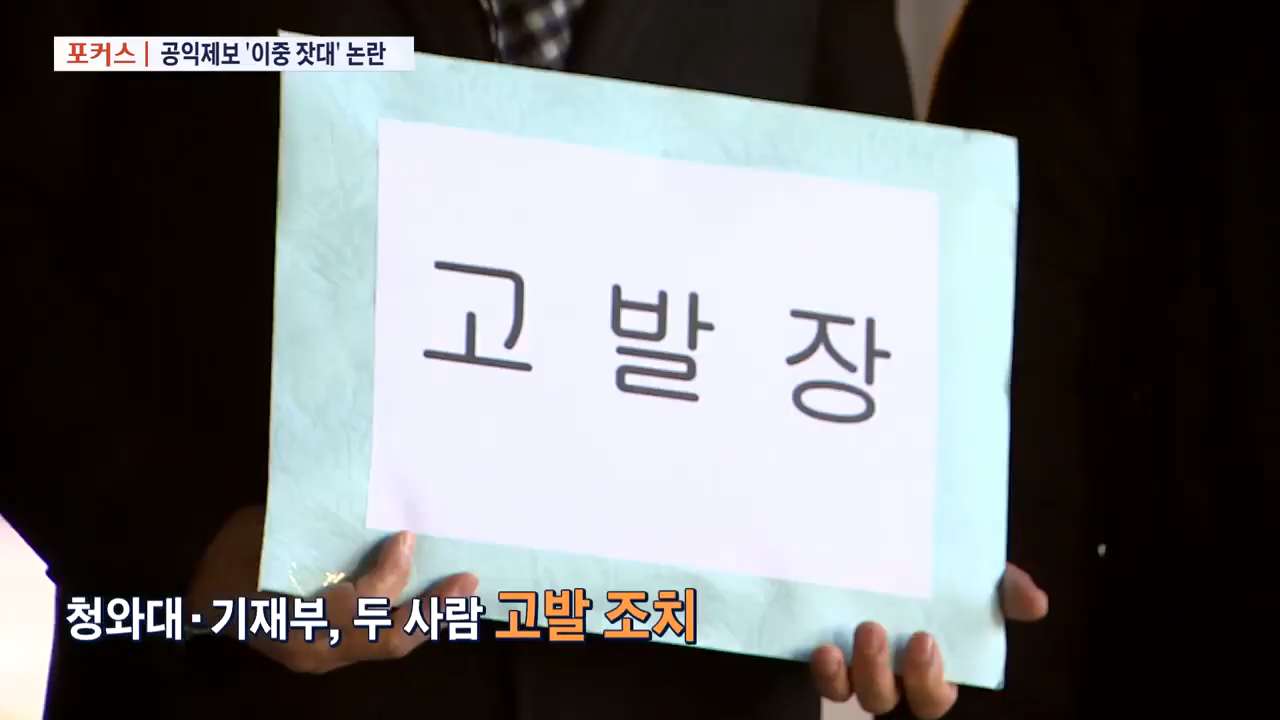 포커스| 공익제보 '이중 잣대' 논란
고 발 장
청와대·기재부, 두 사람 고발 조치